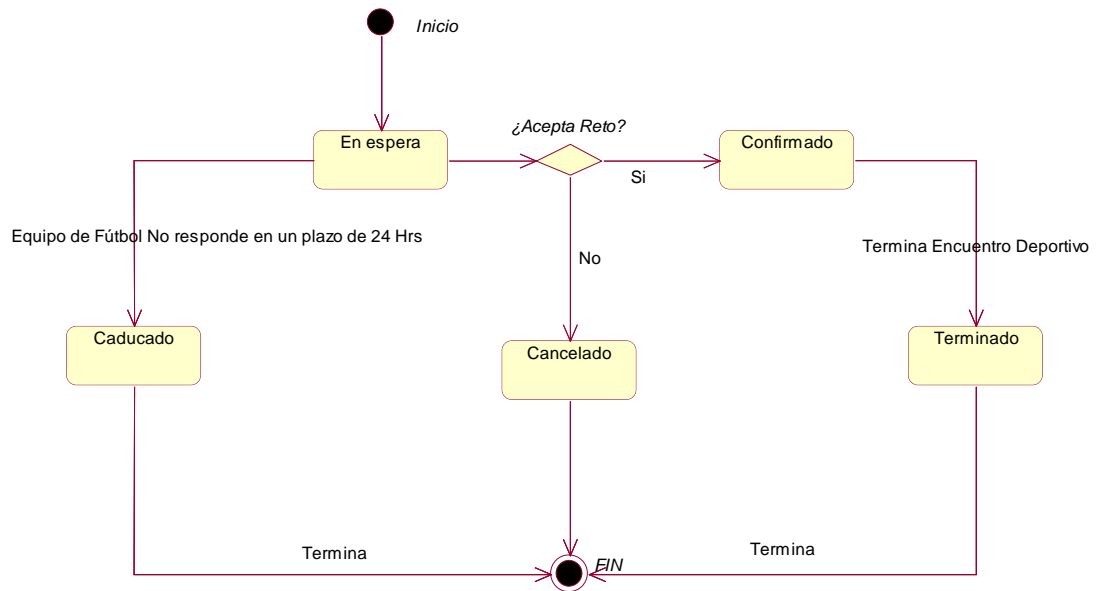 Inicio
¿Acepta Reto?
En espera
Confirmado
Si
Equipo de Fútbol No responde en un plazo de 24 Hrs
Termina Encuentro Deportivo
No
Caducado
Cancelado
Terminado
Termina
Termina
FIN